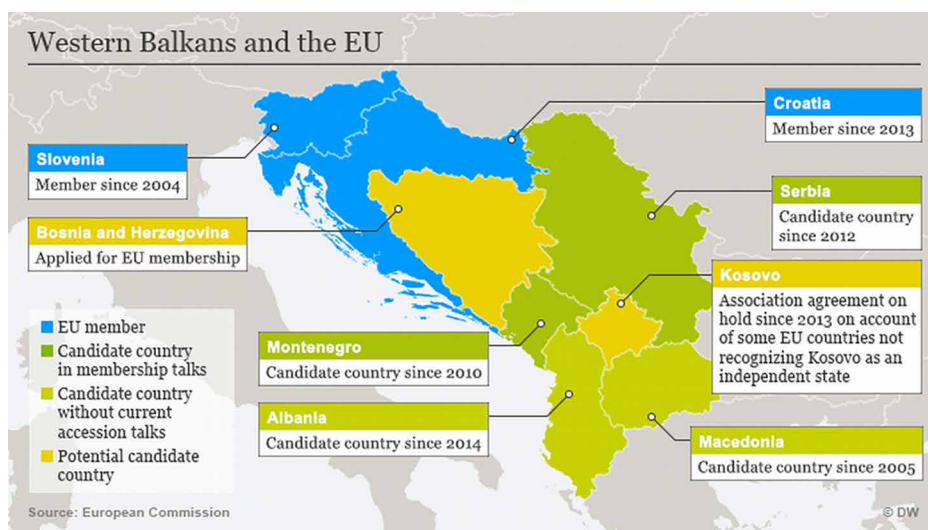 Western Balkans and the EU
Croatia
Member since 2013
Slovenia
Member since 2004
Serbia
Candidate country
since 2012
Bosnia and Herzegovina
Applied for EU membership
Kosovo
Association agreement on
hold since 2013 on account
of some EU countries not
recognizing Kosovo as an
independent state
Montenegro
Candidate country since 2010
Albania
Candidate country since 2014
Macedonia
Candidate country since 2005
EU member
Candidate country
in membership talks
Candidate country
without current
accession talks
Potential candidate
country
Source: European Commission
© DW